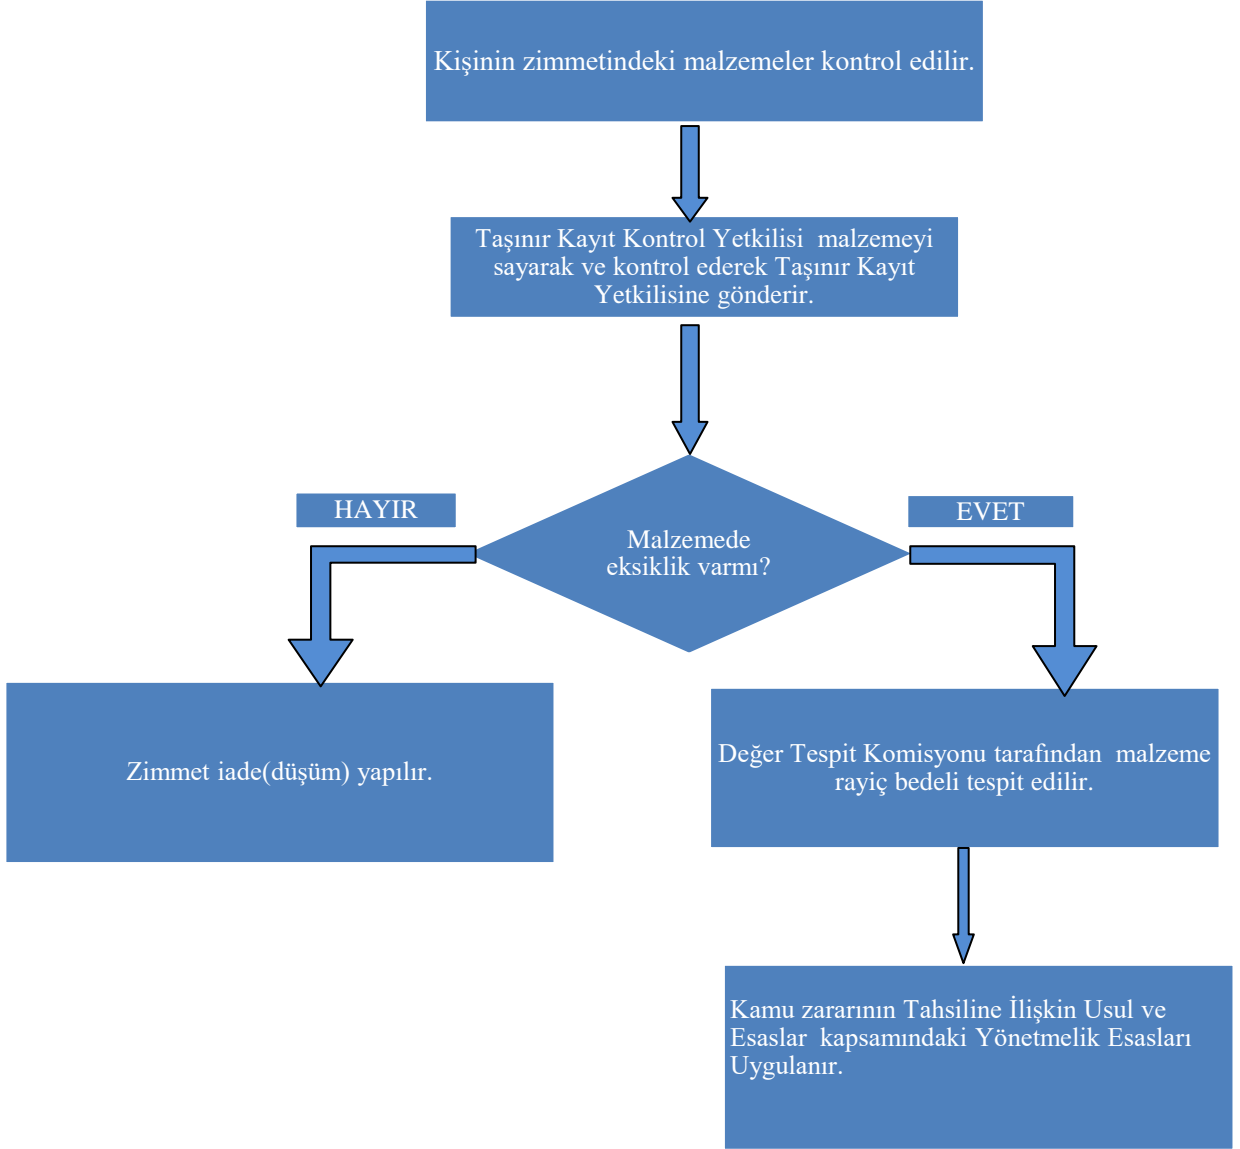 Kişinin zimmetindeki malzemeler kontrol edilir.
Taşınır Kayıt Kontrol Yetkilisi  malzemeyi
sayarak ve kontrol ederek Taşınır Kayıt
Yetkilisine gönderir.
HAYIR
EVET
Malzemede
eksiklik varmı?
Zimmet iade(düşüm) yapılır.
Değer Tespit Komisyonu tarafından  malzeme
rayiç bedeli tespit edilir.
Kamu zararının Tahsiline İlişkin Usul ve
Esaslar  kapsamındaki Yönetmelik Esasları
Uygulanır.